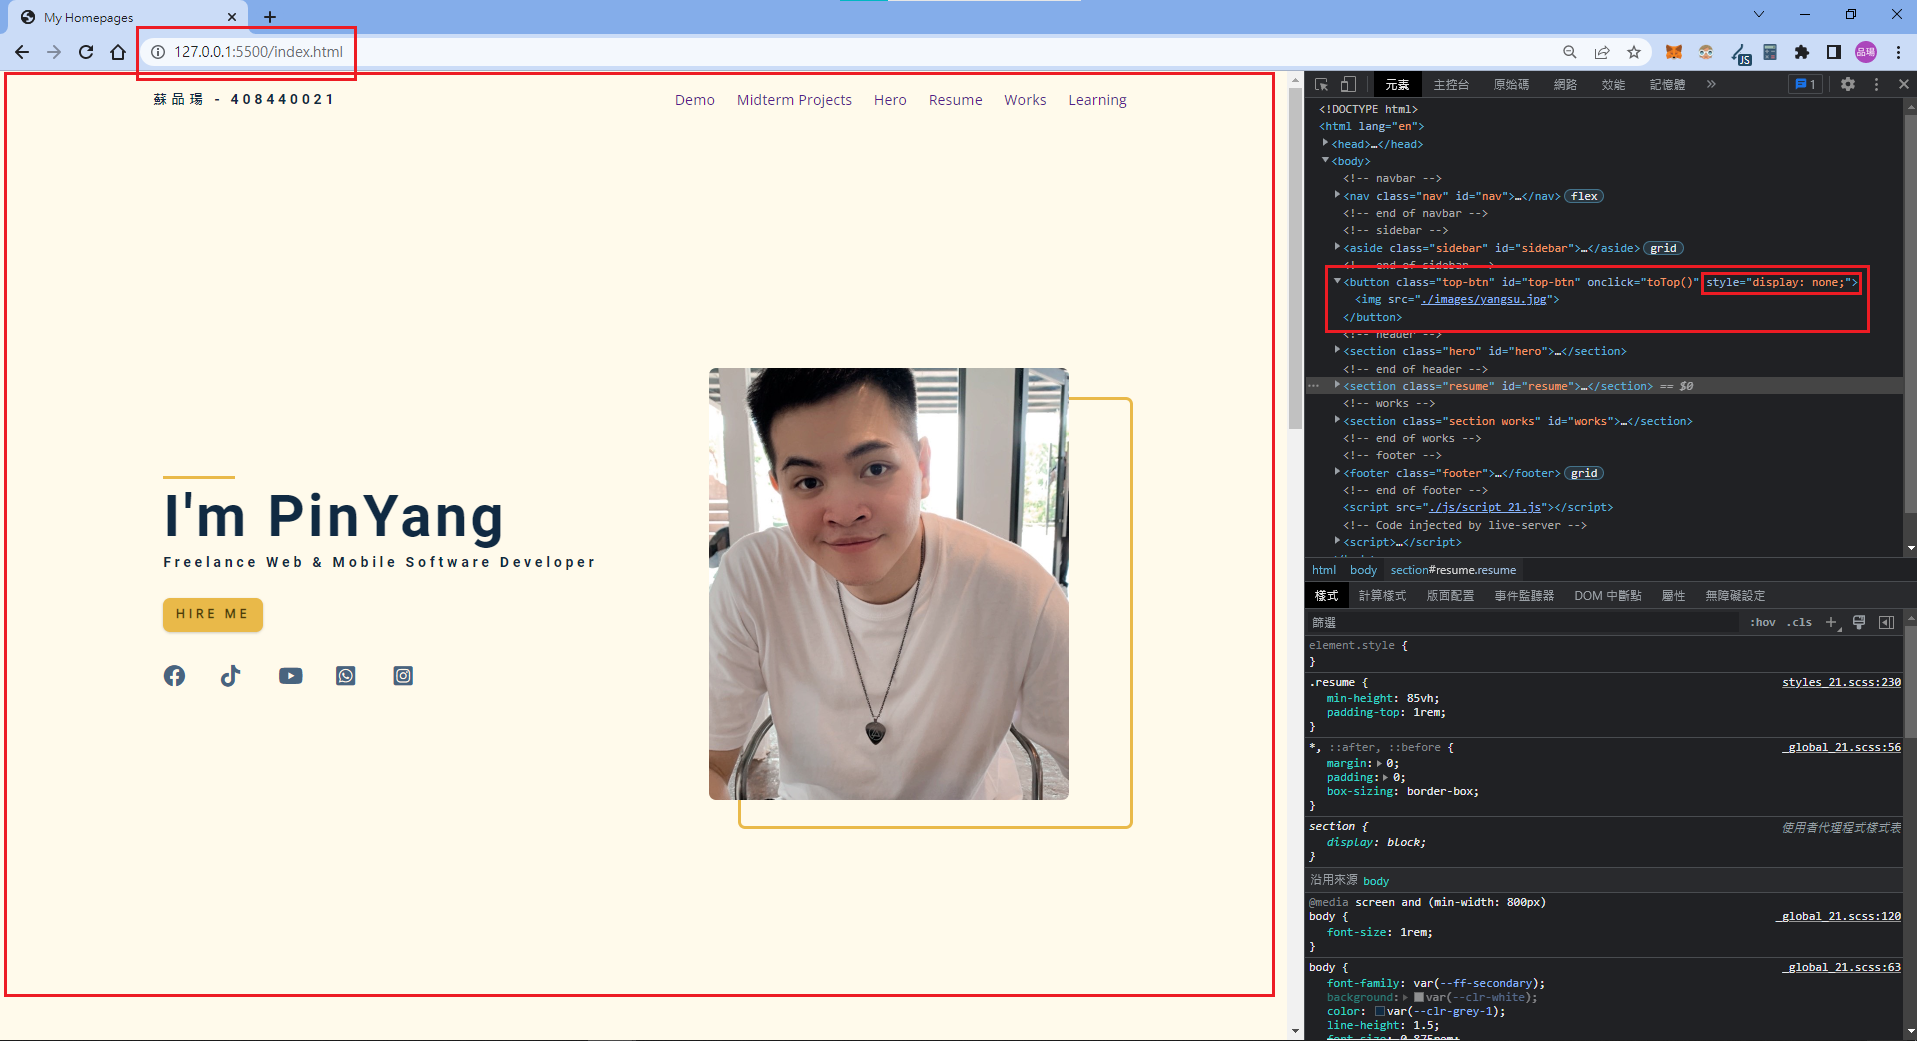 My Homepages
127.0.0.1:5500/index.html
JS
品瑒
蘇品瑒 - 408440021
Demo
Midterm Projects
Hero
Resume
Works
Learning
I'm PinYang
Freelance Web & Mobile Software Developer
HIRE ME
元素
主控台
原始碼
網路
效能
記憶體
1
<!DOCTYPE html>
<html lang="en">
<head>…</head>
<body>
<!-- navbar -->
<nav class="nav" id="nav">…</nav> flex
<!-- end of navbar -->
<!-- sidebar -->
<aside class="sidebar" id="sidebar">…</aside> grid
<!-- end of sidebar -->
<button class="top-btn" id="top-btn" onclick="toTop()" style="display: none;">
<img src="./images/yangsu.jpg">
</button>
<!-- header -->
<section class="hero" id="hero">…</section>
<!-- end of header -->
<section class="resume" id="resume">…</section> == $0
<!-- works -->
<section class="section works" id="works">…</section>
<!-- end of works -->
<!-- footer -->
<footer class="footer">…</footer> grid
<!-- end of footer -->
<script src="./js/script_21.js"></script>
<!-- Code injected by live-server -->
<script>…</script>
html body section#resume.resume
樣式
計算樣式
版面配置
事件監聽器
DOM 中斷點
屬性
無障礙設定
篩選
:hov .cls
element.style {
}
.resume { styles_21.scss:230
min-height: 85vh;
padding-top: 1rem;
}
*, ::after, ::before { _global_21.scss:56
margin: 0;
padding: 0;
box-sizing: border-box;
}
section { 使用者代理程式樣式表
display: block;
}
沿用來源 body
@media screen and (min-width: 800px)
body { _global_21.scss:120
font-size: 1rem;
}
body { _global_21.scss:63
font-family: var(--ff-secondary);
background: var(--clr-white);
color: var(--clr-grey-1);
line-height: 1.5;
font-size: 0.875rem;